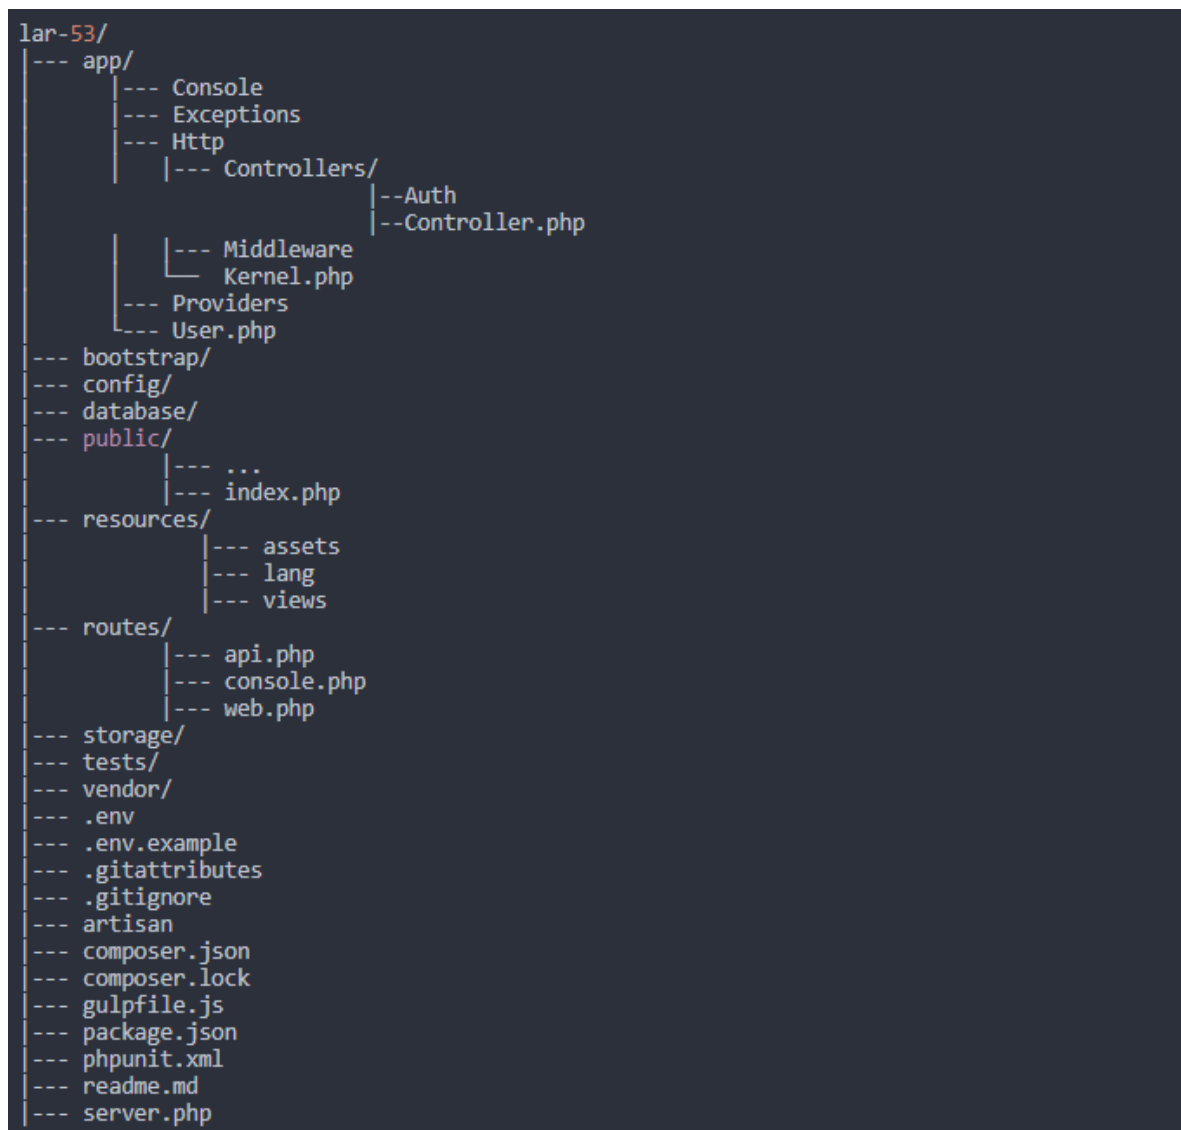 lar-53/
|--- app/
|      |--- Console
|      |--- Exceptions
|      |--- Http
|      |   |--- Controllers/
|                          |--Auth
|                          |--Controller.php
|      |   |--- Middleware
|      |   └──  Kernel.php
|      |--- Providers
|      └--- User.php
|--- bootstrap/
|--- config/
|--- database/
|--- public/
|          |--- ...
|          |--- index.php
|--- resources/
|             |--- assets
|             |--- lang
|             |--- views
|--- routes/
|          |--- api.php
|          |--- console.php
|          |--- web.php
|--- storage/
|--- tests/
|--- vendor/
|--- .env
|--- .env.example
|--- .gitattributes
|--- .gitignore
|--- artisan
|--- composer.json
|--- composer.lock
|--- gulpfile.js
|--- package.json
|--- phpunit.xml
|--- readme.md
|--- server.php